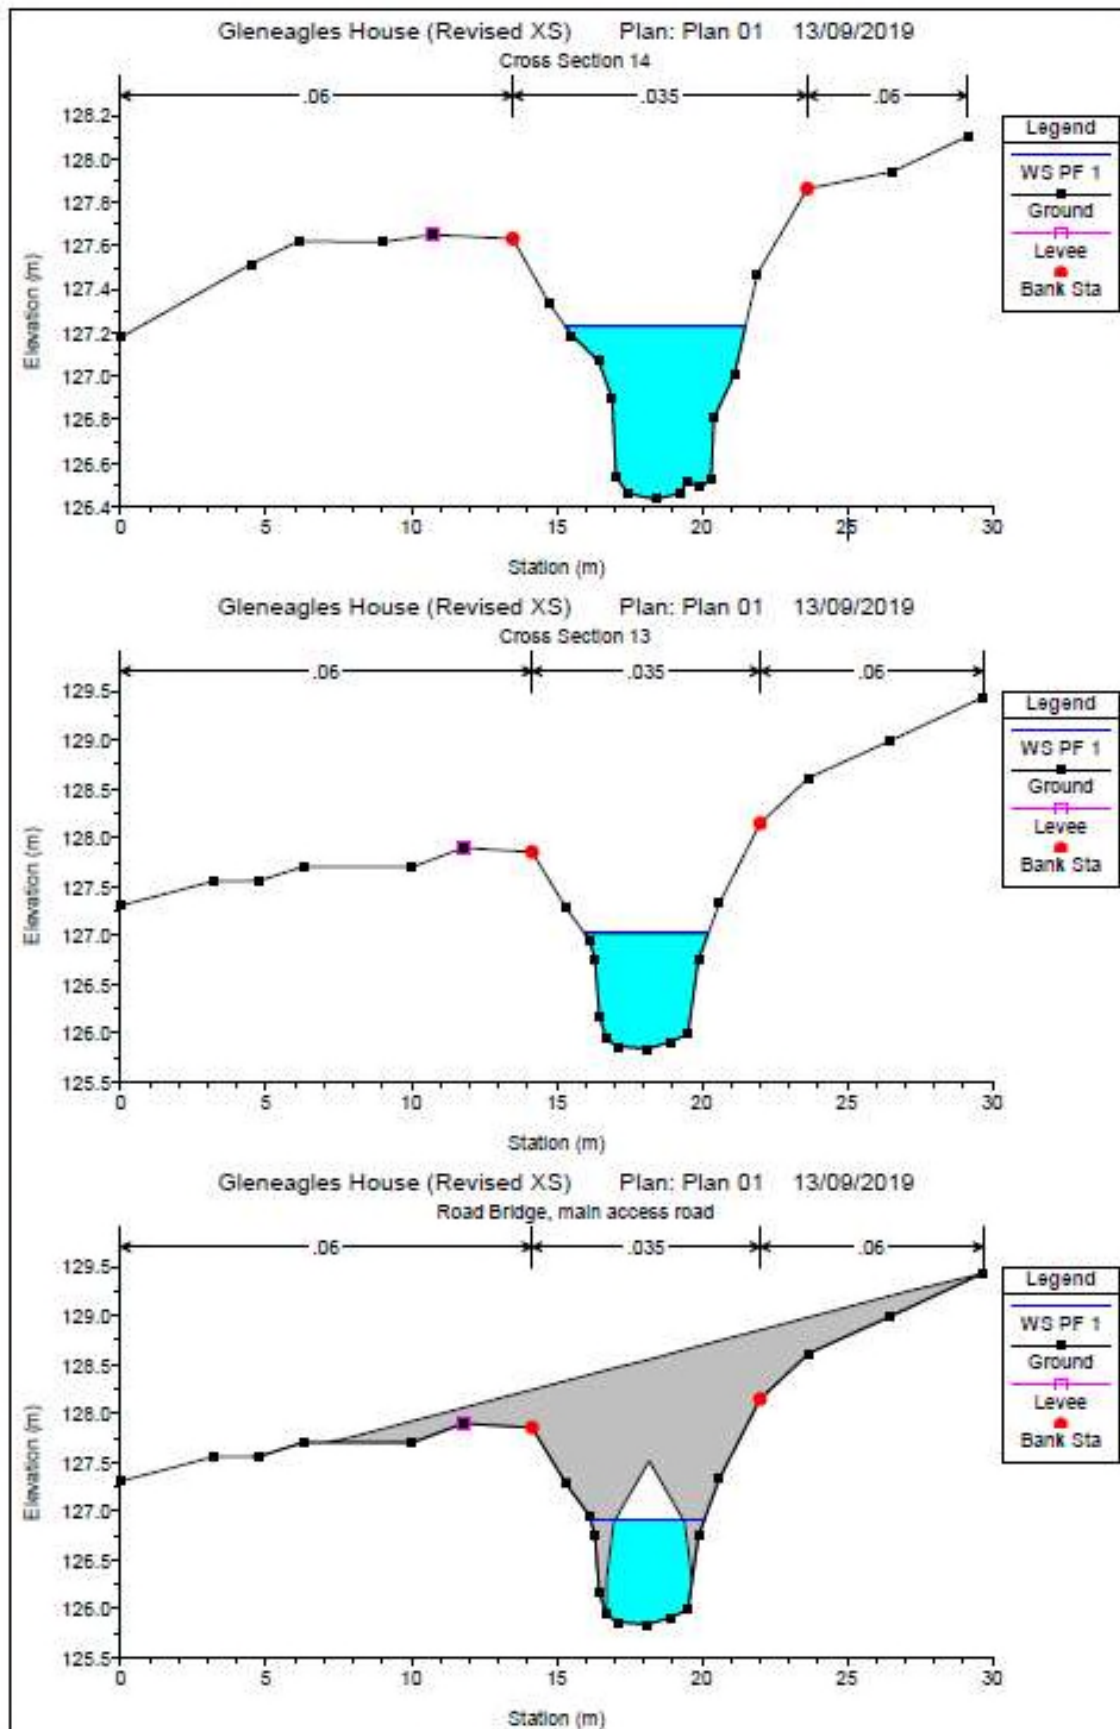 Gleneagles House (Revised XS) Plan: Plan 01 13/09/2019
Cross Section 14
.06 .035 .06
Legend
WS PF 1
Ground
Levee
Bank Sta
Elevation (m)
128.2
128.0
127.8
127.6
127.4
127.2
127.0
126.8
126.6
126.4
0 5 10 15 20 25 30
Station (m)
Gleneagles House (Revised XS) Plan: Plan 01 13/09/2019
Cross Section 13
.06 .035 .06
Legend
WS PF 1
Ground
Levee
Bank Sta
Elevation (m)
129.5
129.0
128.5
128.0
127.5
127.0
126.5
126.0
125.5
0 5 10 15 20 25 30
Station (m)
Gleneagles House (Revised XS) Plan: Plan 01 13/09/2019
Road Bridge, main access road
.06 .035 .06
Legend
WS PF 1
Ground
Levee
Bank Sta
Elevation (m)
129.5
129.0
128.5
128.0
127.5
127.0
126.5
126.0
125.5
0 5 10 15 20 25 30
Station (m)